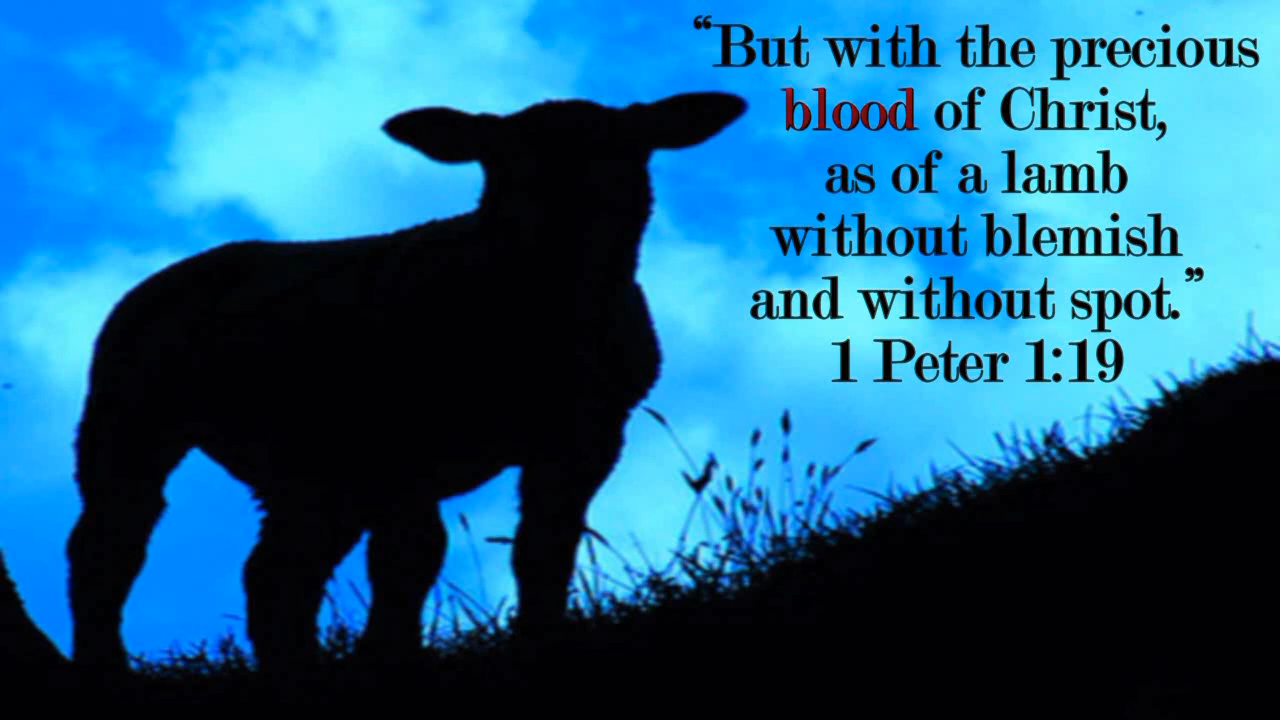 “But with the precious
blood of Christ,
as of a lamb
without blemish
and without spot.”
1 Peter 1:19